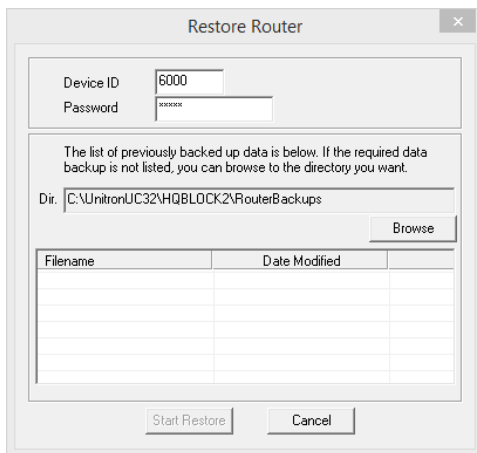 Restore Router
Device ID 6000
Password xxxxx
The list of previously backed up data is below. If the required data
backup is not listed, you can browse to the directory you want.
Dir. C:\UnitronUC32\HQBLOCK2\RouterBackups
Browse
Filename Date Modified
Start Restore Cancel